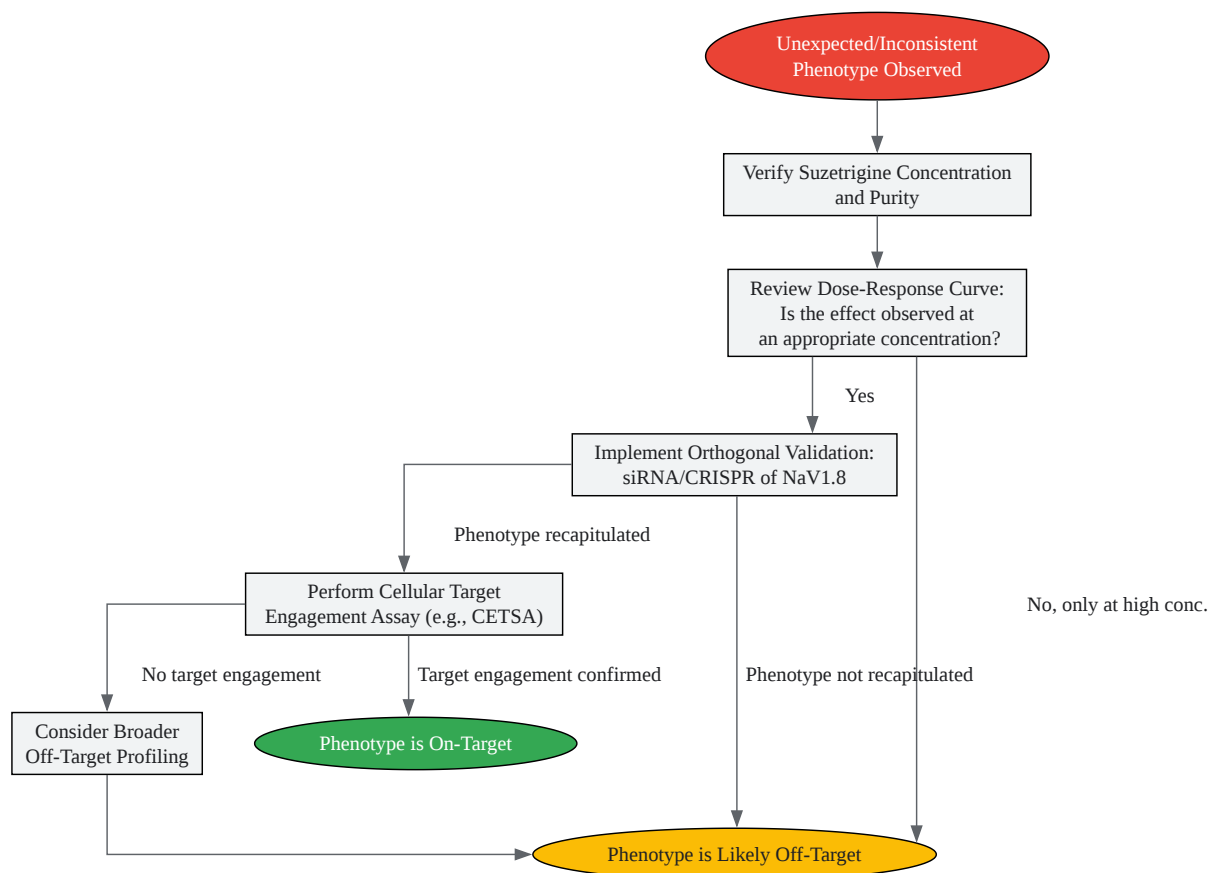 Unexpected/Inconsistent
Phenotype Observed
Verify Suzetrigine Concentration
and Purity
Review Dose-Response Curve:
Is the effect observed at
an appropriate concentration?
Yes
Implement Orthogonal Validation:
siRNA/CRISPR of NaV1.8
Phenotype recapitulated
Perform Cellular Target
Engagement Assay (e.g., CETSA)
No, only at high conc.
No target engagement
Target engagement confirmed
Phenotype not recapitulated
Consider Broader
Off-Target Profiling
Phenotype is On-Target
Phenotype is Likely Off-Target